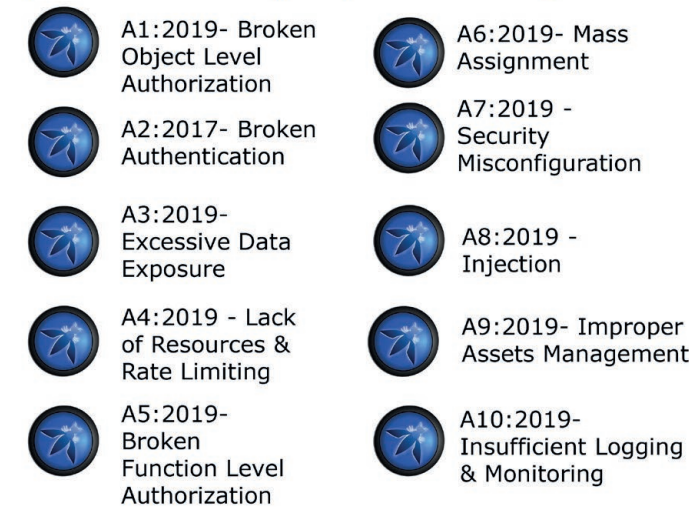 A1:2019- Broken
Object Level
Authorization
A2:2017- Broken
Authentication
A3:2019-
Excessive Data
Exposure
A4:2019 - Lack
of Resources &
Rate Limiting
A5:2019-
Broken
Function Level
Authorization
A6:2019- Mass
Assignment
A7:2019 -
Security
Misconfiguration
A8:2019 -
Injection
A9:2019- Improper
Assets Management
A10:2019-
Insufficient Logging
& Monitoring